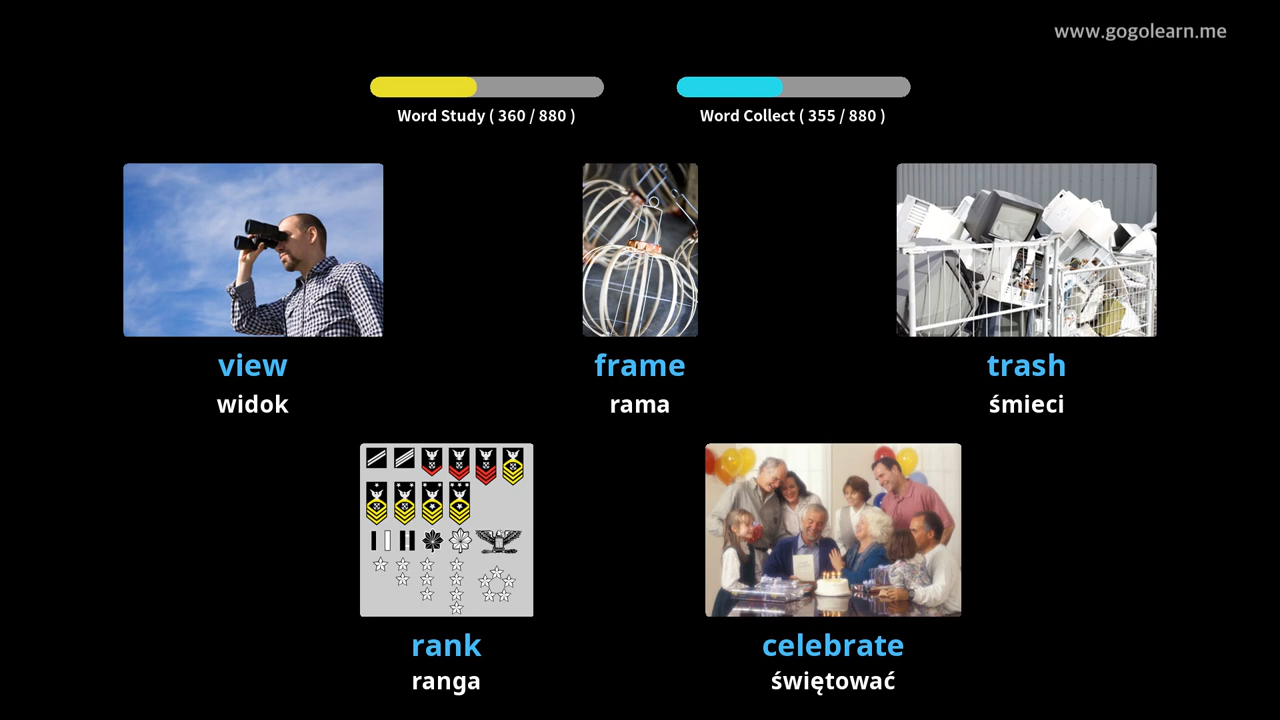 www.gogolearn.me
Word Study ( 360 / 880 )
Word Collect ( 355 / 880 )
view
widok
frame
rama
trash
śmieci
rank
ranga
celebrate
świętować